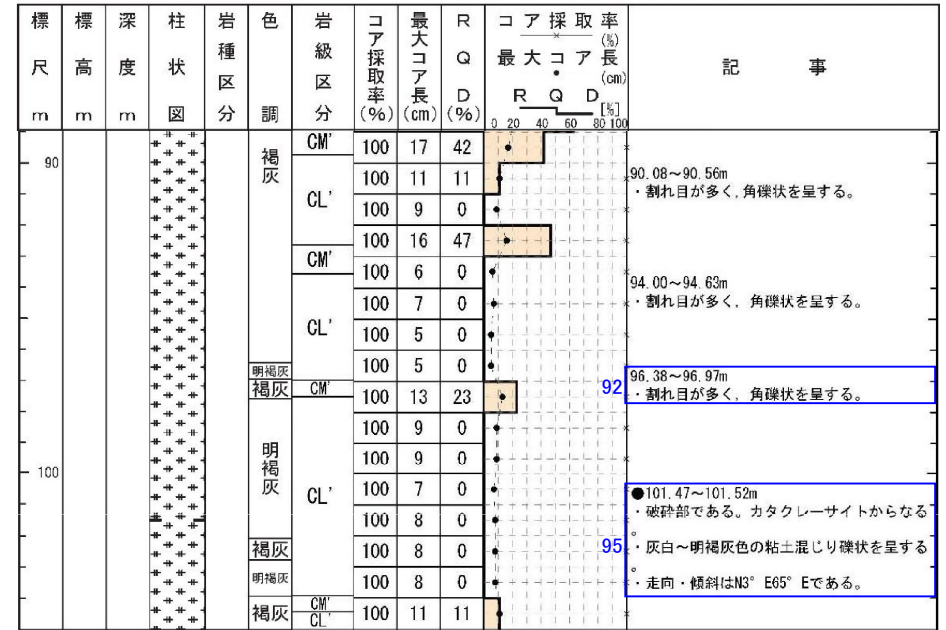 標尺m
標高m
深度m
柱状図
岩種区分
色調
岩級区分
コア採取率(%)
最大コア長(cm)
RQD(%)
コア採取率(%)
最大コア長(cm)
RQD[%]
0 20 40 60 80 100
記事
褐灰
CM'
100 17 42
90
100 11 11
90.08～90.56m
・割れ目が多く,角礫状を呈する。
CL'
100 9 0
100 16 47
CM'
100 6 0
94.00～94.63m
・割れ目が多く，角礫状を呈する。
100 7 0
CL'
100 5 0
100 5 0
明褐灰
96.38～96.97m
92
・割れ目が多く，角礫状を呈する。
褐灰
CM'
100 13 23
100 9 0
明褐灰
100 9 0
100
100 7 0
CL'
●101.47～101.52m
・破砕部である。カタクレーサイトからなる
。
100 8 0
95
・灰白～明褐灰色の粘土混じり礫状を呈する
。
褐灰
100 8 0
明褐灰
100 8 0
・走向・傾斜はN3°E65°Eである。
褐灰
CM'
CL'
100 11 11